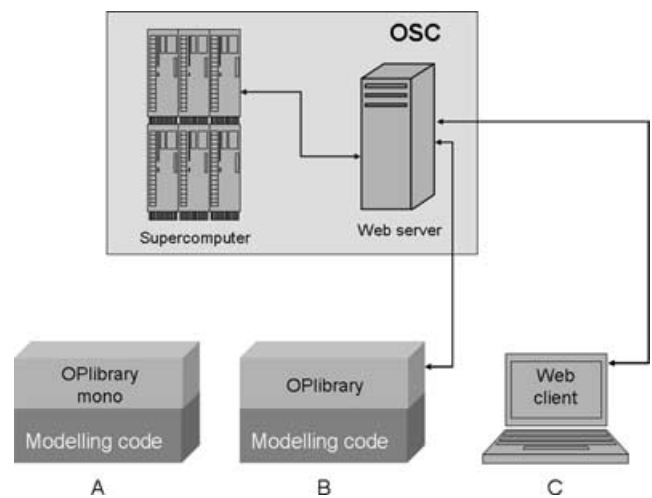 OSC
Supercomputer
Web server
OPlibrary
mono
Modelling code
OPlibrary
Modelling code
Web
client
A
B
C